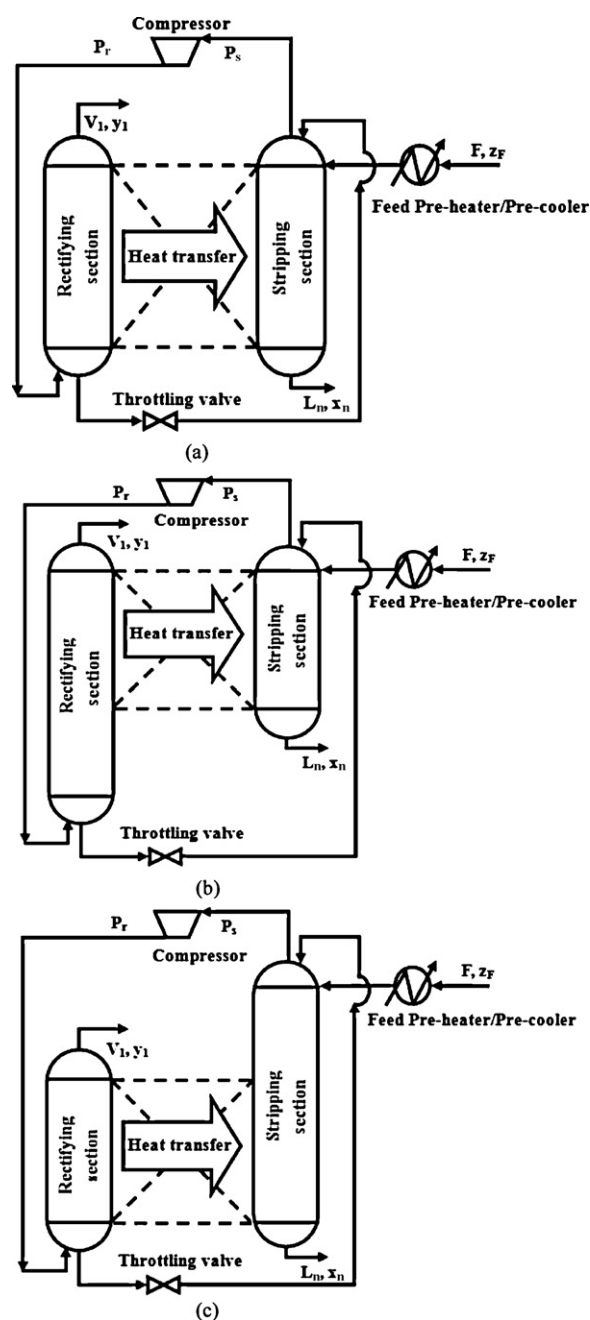 Compressor
Pr
Ps
V1, y1
F, zF
Feed Pre-heater/Pre-cooler
Rectifying
section
Heat transfer
Stripping
section
Throttling valve
Ln, xn
(a)
Pr
Ps
Compressor
V1, y1
F, zF
Feed Pre-heater/Pre-cooler
Rectifying
section
Heat transfer
Stripping
section
Ln, xn
Throttling valve
(b)
Pr
Ps
Compressor
F, zF
Feed Pre-heater/Pre-cooler
V1, y1
Stripping
section
Rectifying
section
Heat transfer
Throttling valve
Ln, xn
(c)